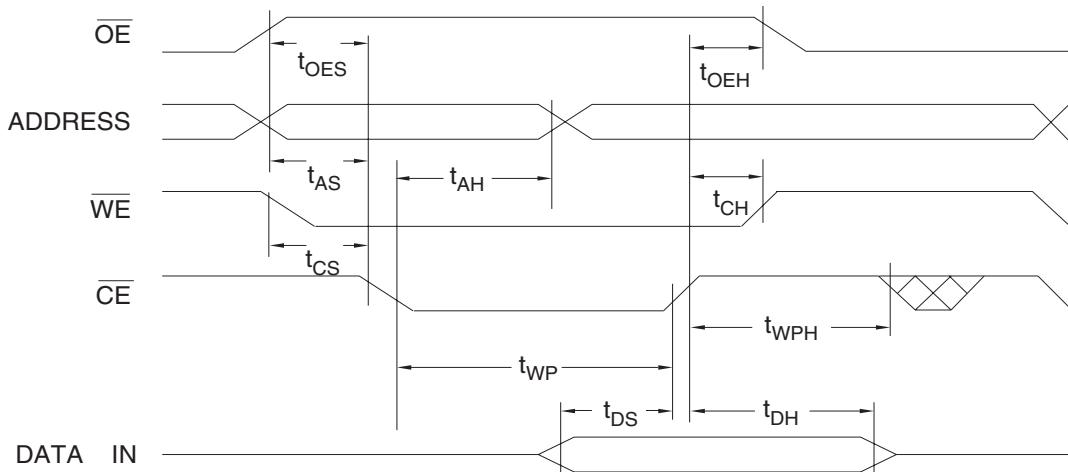 OE
tOES
tOEH
ADDRESS
tAS
tAH
WE
tCH
tCS
CE
tWPH
tWP
tDS
tDH
DATA IN